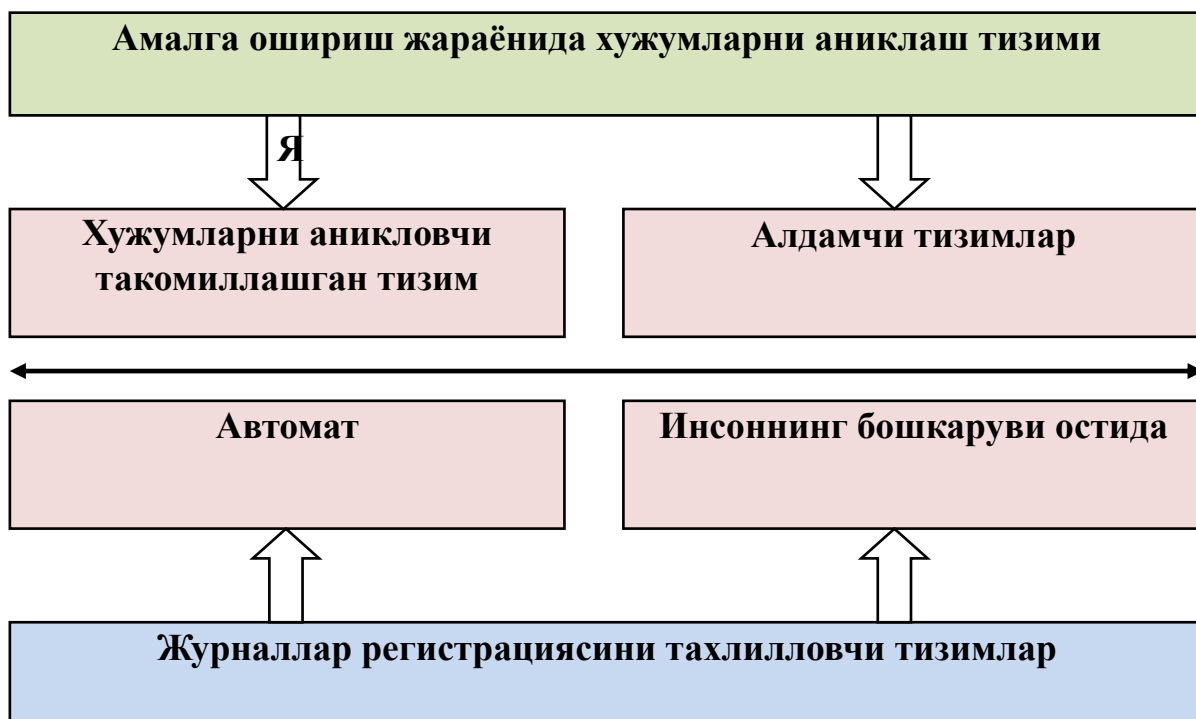 Амалга ошириш жараёнида хужумларни аниклаш тизими
Я
Хужумларни аникловчи
такомиллашган тизим
Алдамчи тизимлар
Автомат
Инсоннинг бошкаруви остида
Журналлар регистрациясини тахлилловчи тизимлар